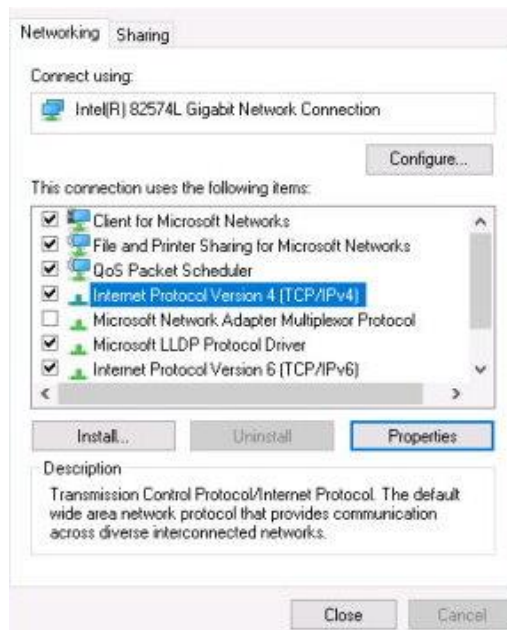 Networking Sharing
Connect using:
Intel(R) 82574L Gigabit Network Connection
Configure...
This connection uses the following items:
Client for Microsoft Networks
File and Printer Sharing for Microsoft Networks
QoS Packet Scheduler
Internet Protocol Version 4 (TCP/IPv4)
Microsoft Network Adapter Multiplexor Protocol
Microsoft LLDP Protocol Driver
Internet Protocol Version 6 (TCP/IPv6)
Install... Uninstall Properties
Description
Transmission Control Protocol/Internet Protocol. The default
wide area network protocol that provides communication
across diverse interconnected networks.
Close Cancel